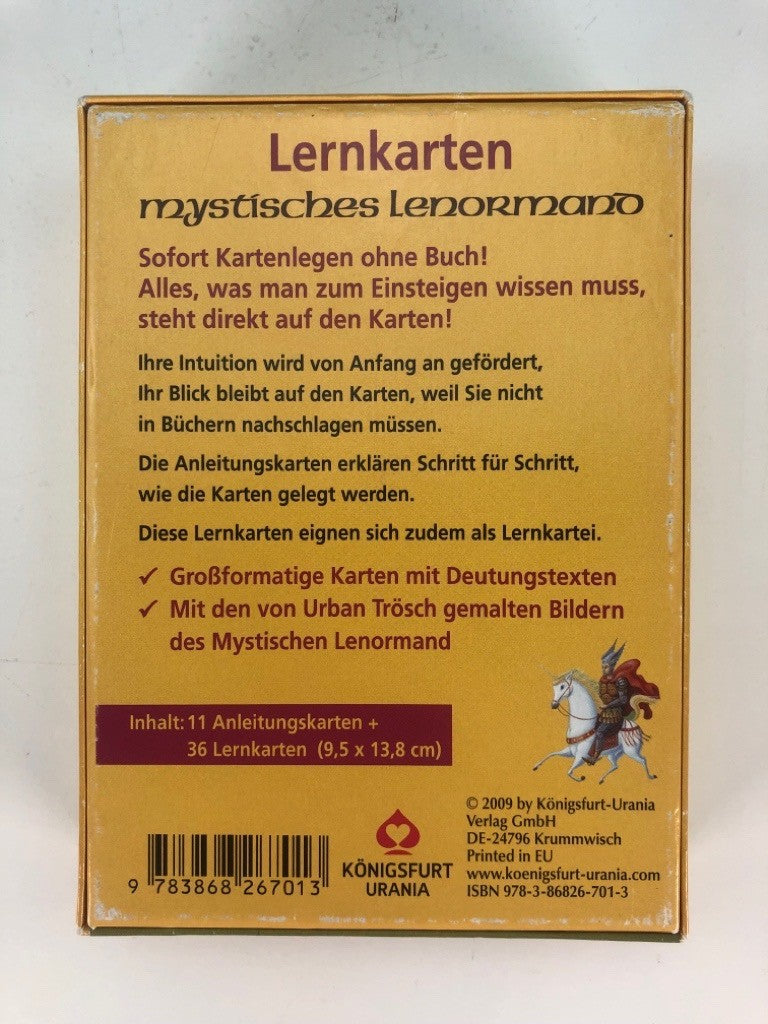 Lernkarten
mystisches Lenormand
Sofort Kartenlegen ohne Buch!
Alles, was man zum Einsteigen wissen muss,
steht direkt auf den Karten!
Ihre Intuition wird von Anfang an gefördert,
Ihr Blick bleibt auf den Karten, weil Sie nicht
in Büchern nachschlagen müssen.
Die Anleitungskarten erklären Schritt für Schritt,
wie die Karten gelegt werden.
Diese Lernkarten eignen sich zudem als Lernkartei.
✓ Großformatige Karten mit Deutungstexten
✓ Mit den von Urban Trösch gemalten Bildern
des Mystischen Lenormand
Inhalt: 11 Anleitungskarten +
36 Lernkarten (9,5 x 13,8 cm)
9 783868 267013
KÖNIGSFURT
URANIA
© 2009 by Königsfurt-Urania
Verlag GmbH
DE-24796 Krummwisch
Printed in EU
www.koenigsfurt-urania.com
ISBN 978-3-86826-701-3